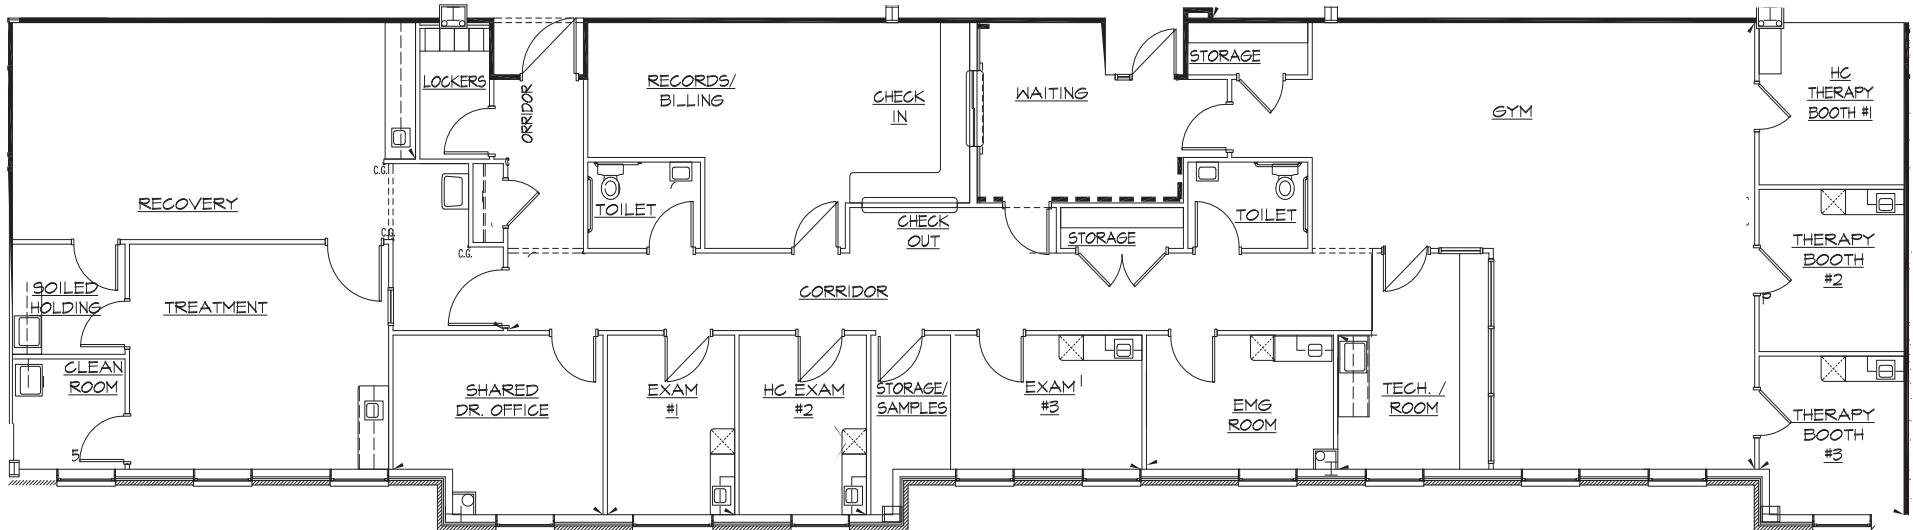 LOCKERS
ORRIDOR
RECORDS/
BILLING
CHECK
IN
WAITING
STORAGE
GYM
HC
THERAPY
BOOTH #1
C.G.
RECOVERY
C.G.
C.G.
TOILET
CHECK
OUT
STORAGE
TOILET
THERAPY
BOOTH
#2
P
SOILED
HOLDING
TREATMENT
CORRIDOR
CLEAN
ROOM
5
SHARED
DR. OFFICE
EXAM
#1
HC EXAM
#2
STORAGE/
SAMPLES
EXAM
#3
EMG
ROOM
TECH. /
ROOM
THERAPY
BOOTH
#3